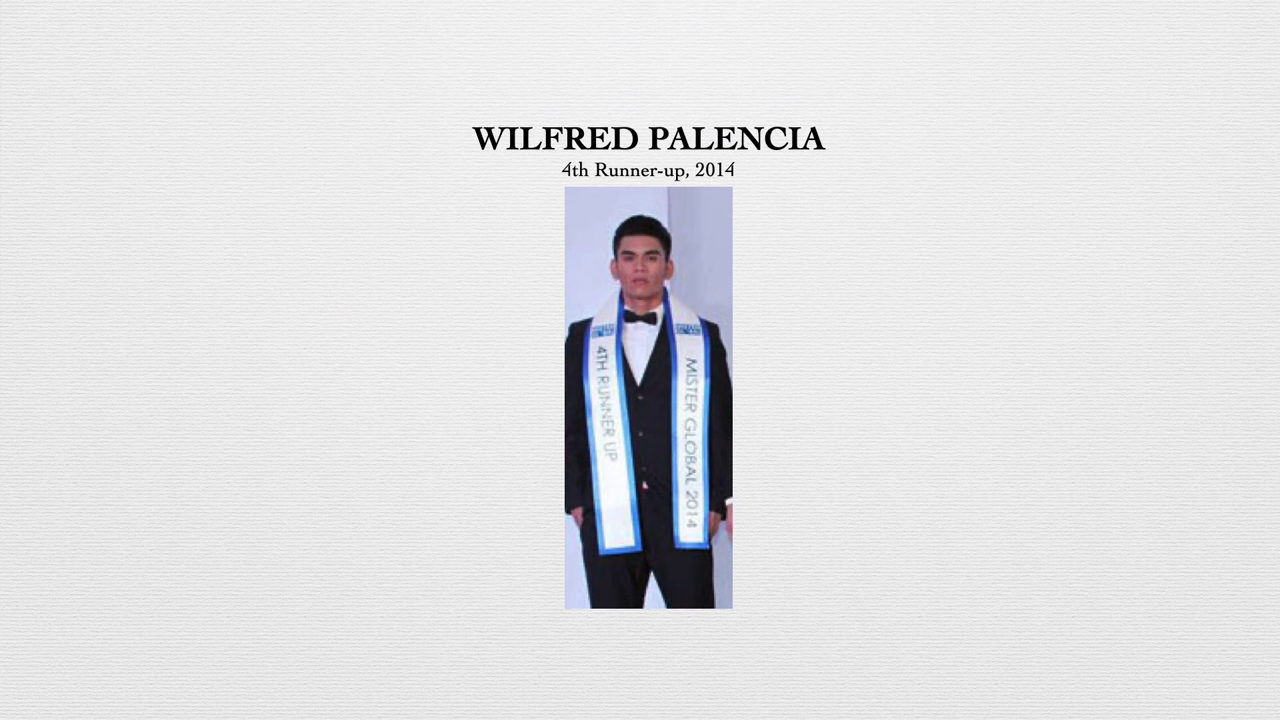 WILFRED PALENCIA
4th Runner-up, 2014
4TH RUNNER UP
MISTER GLOBAL 2014